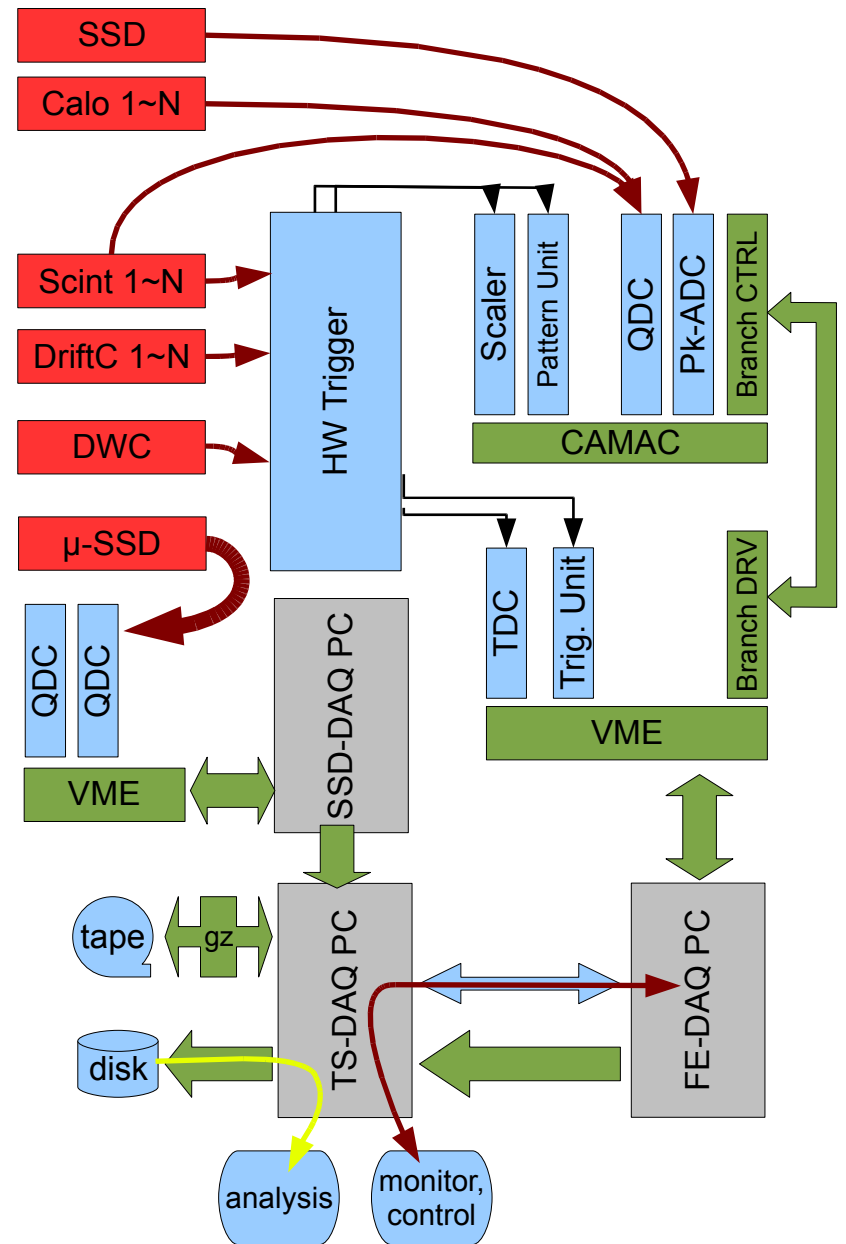 SSD
Calo 1~N
Scint 1~N
DriftC 1~N
DWC
µ-SSD
HW Trigger
Scaler
Pattern Unit
QDC
Pk-ADC
Branch CTRL
CAMAC
TDC
Trig. Unit
Branch DRV
VME
QDC
QDC
VME
SSD-DAQ PC
tape
gz
TS-DAQ PC
FE-DAQ PC
disk
analysis
monitor,
control